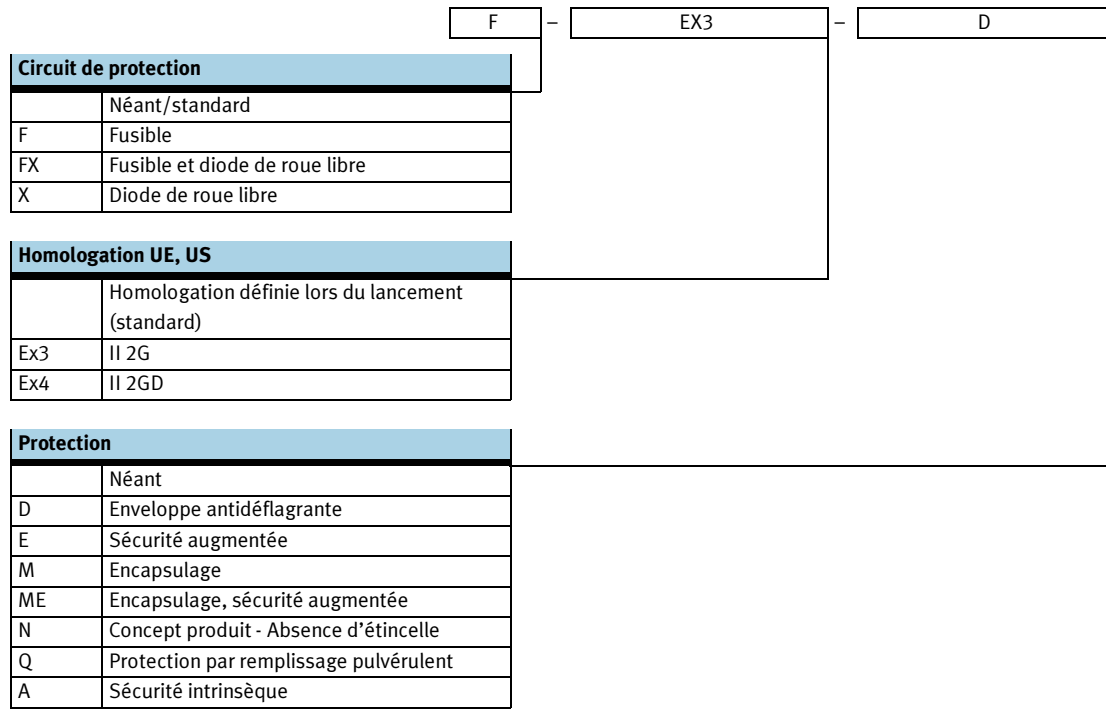 F – EX3 – D
Circuit de protection
Néant/standard
F Fusible
FX Fusible et diode de roue libre
X Diode de roue libre
Homologation UE, US
Homologation définie lors du lancement
(standard)
Ex3 II 2G
Ex4 II 2GD
Protection
Néant
D Enveloppe antidéflagrante
E Sécurité augmentée
M Encapsulage
ME Encapsulage, sécurité augmentée
N Concept produit - Absence d’étincelle
Q Protection par remplissage pulvérulent
A Sécurité intrinsèque